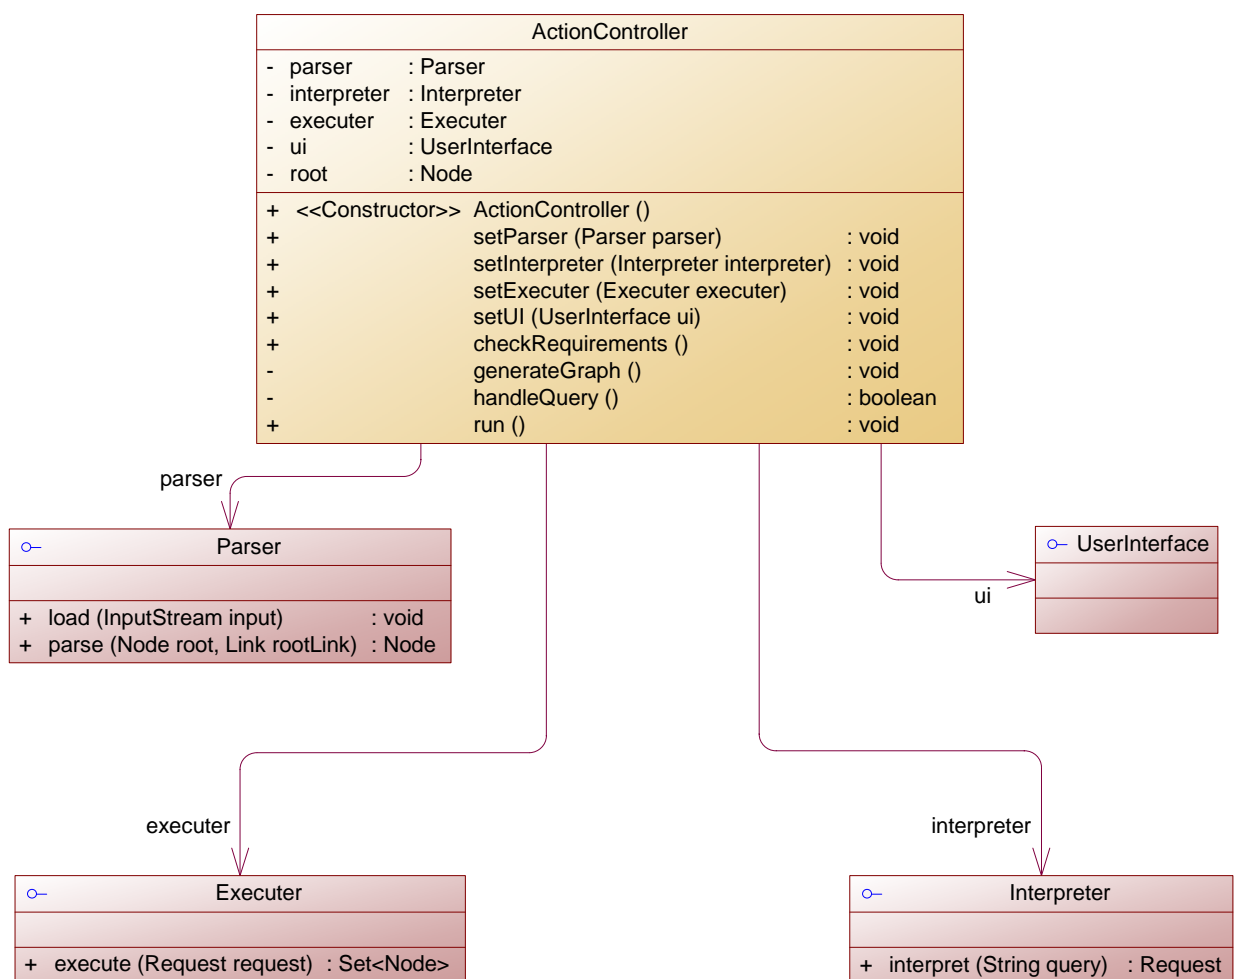 ActionController
- parser : Parser
- interpreter : Interpreter
- executer : Executer
- ui : UserInterface
- root : Node
+ <<Constructor>> ActionController ()
+ setParser (Parser parser) : void
+ setInterpreter (Interpreter interpreter) : void
+ setExecuter (Executer executer) : void
+ setUI (UserInterface ui) : void
+ checkRequirements () : void
- generateGraph () : void
- handleQuery () : boolean
+ run () : void
parser
Parser
+ load (InputStream input) : void
+ parse (Node root, Link rootLink) : Node
UserInterface
ui
executer
Executer
+ execute (Request request) : Set<Node>
interpreter
Interpreter
+ interpret (String query) : Request